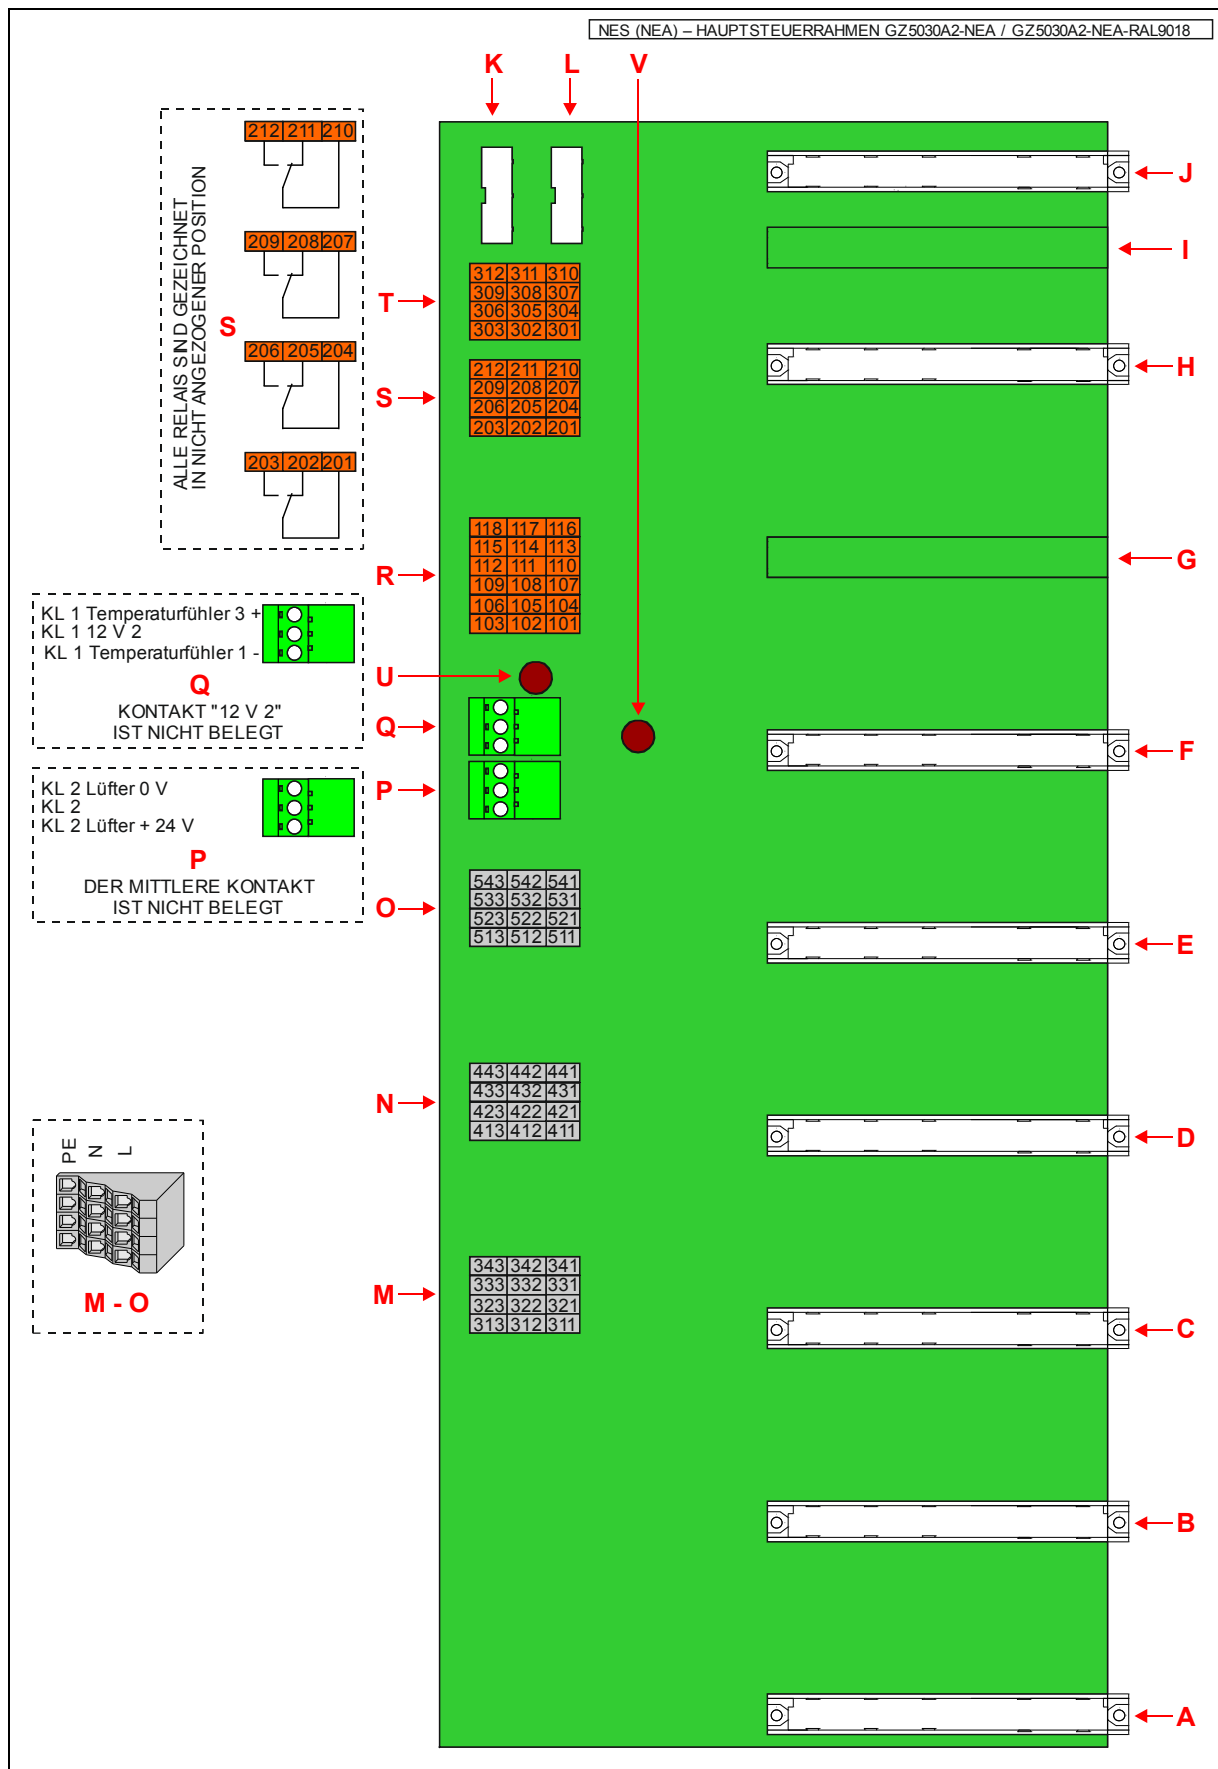 NES (NEA) – HAUPTSTEUERRAHMEN GZ5030A2-NEA / GZ5030A2-NEA-RAL9018
K L V
212 211 210
209 208 207
206 205 204
203 202 201
ALLE RELAIS SIND GEZEICHNET
IN NICHT ANGEZOGENER POSITION
S
J
I
H
G
F
E
D
C
B
A
T
312 311 310
309 308 307
306 305 304
303 302 301
S
212 211 210
209 208 207
206 205 204
203 202 201
R
118 117 116
115 114 113
112 111 110
109 108 107
106 105 104
103 102 101
KL 1 Temperaturfühler 3 +
KL 1 12 V 2
KL 1 Temperaturfühler 1 -
Q
KONTAKT "12 V 2"
IST NICHT BELEGT
U
Q
P
KL 2 Lüfter 0 V
KL 2
KL 2 Lüfter + 24 V
P
DER MITTLERE KONTAKT
IST NICHT BELEGT
O
543 542 541
533 532 531
523 522 521
513 512 511
N
443 442 441
433 432 431
423 422 421
413 412 411
PE
N
L
M - O
M
343 342 341
333 332 331
323 322 321
313 312 311